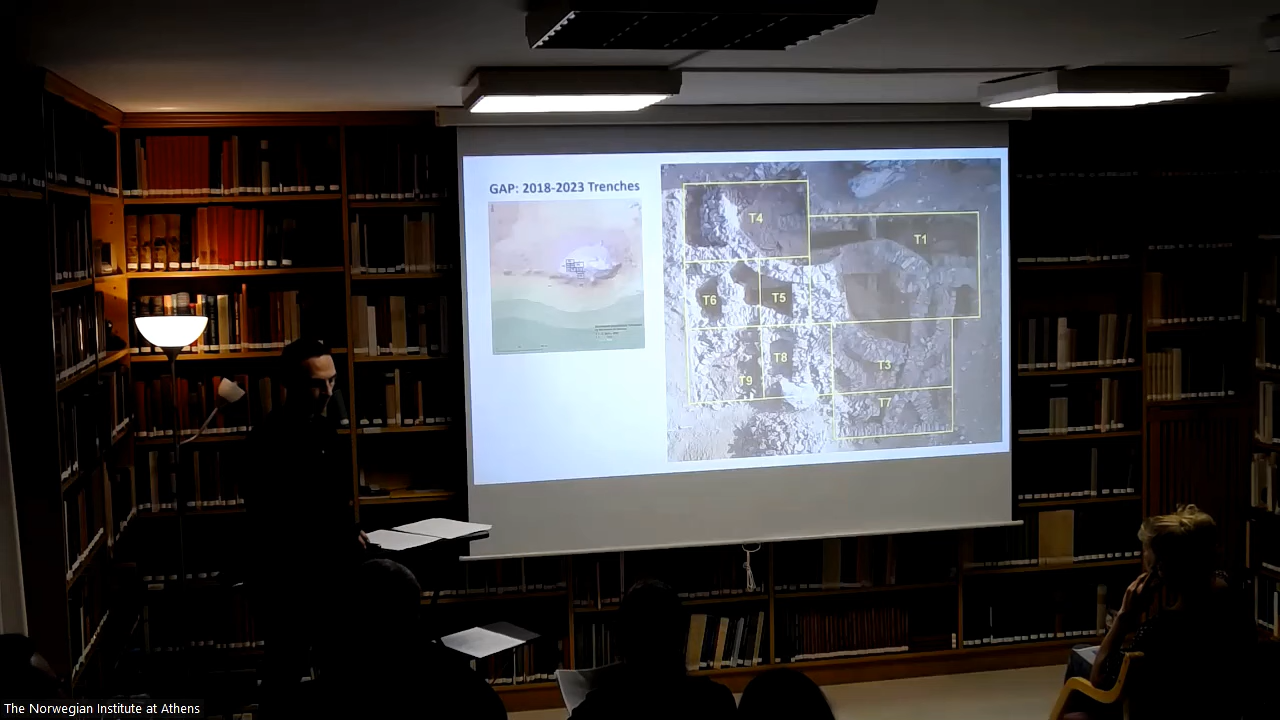 GAP: 2018-2023 Trenches
T4
T1
T6
T5
T8
T9
T3
T7
The Norwegian Institute at Athens